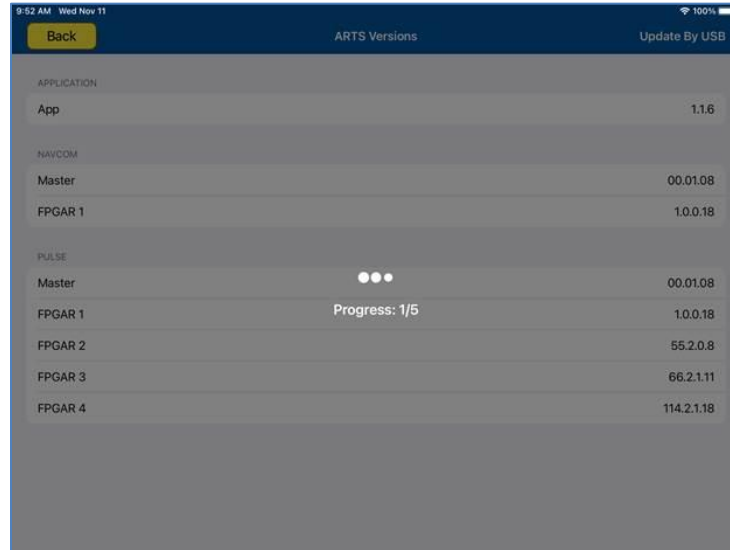 9:52 AM Wed Nov 11 100%
Back ARTS Versions Update By USB
APPLICATION
App 1.1.6
NAVCOM
Master 00.01.08
FPGAR 1 1.0.0.18
PULSE
Master 00.01.08
FPGAR 1 1.0.0.18
FPGAR 2 55.2.0.8
FPGAR 3 66.2.1.11
FPGAR 4 114.2.1.18
Progress: 1/5